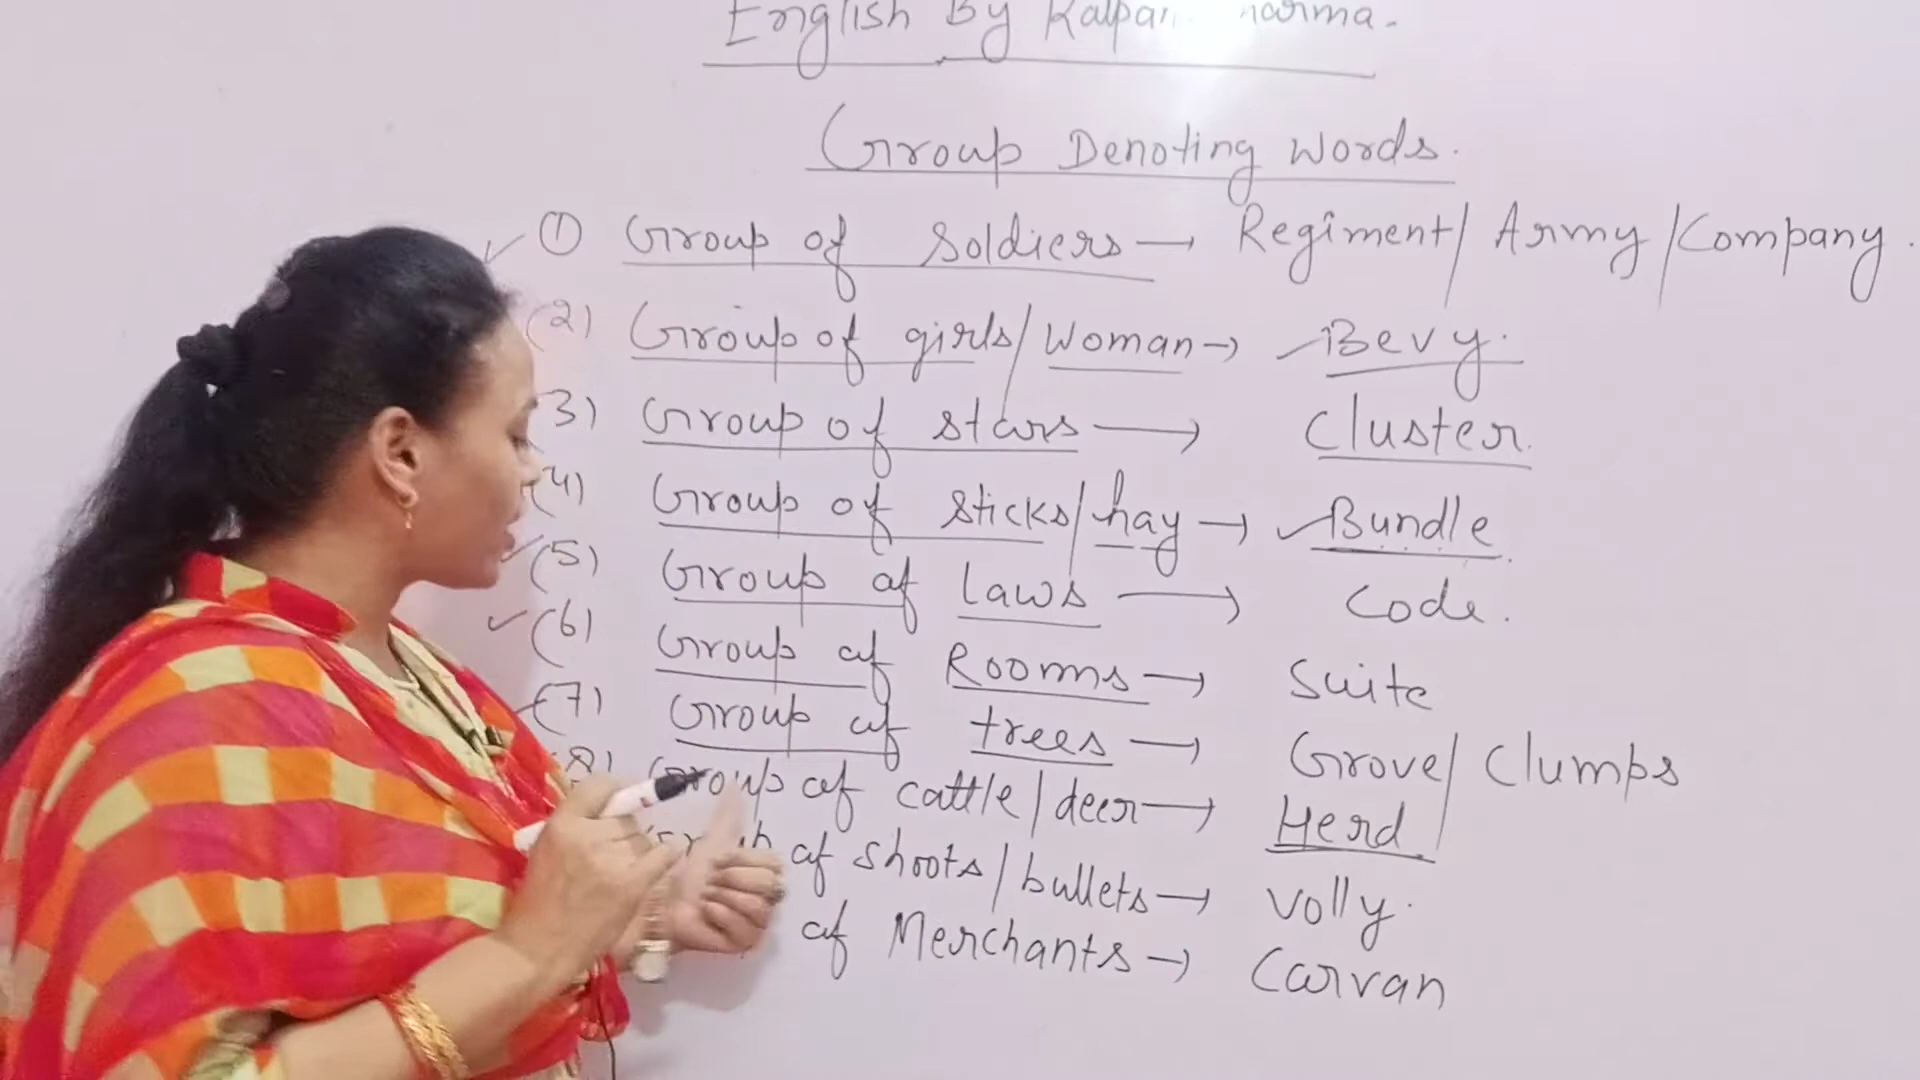 English By Kalpan harma.
Group Denoting Words.
① Group of Soldiers → Regiment/ Army /Company.
(2) Group of girls/Woman → Bevy.
(3) Group of stars → Cluster.
(4) Group of sticks/hay → Bundle.
(5) Group of Laws → Code.
(6) Group of Rooms → Suite
(7) Group of trees → Grove/ Clumps
(8) Group of cattle/deer → Herd
of shoots/bullets → Volly.
of Merchants → Carvan